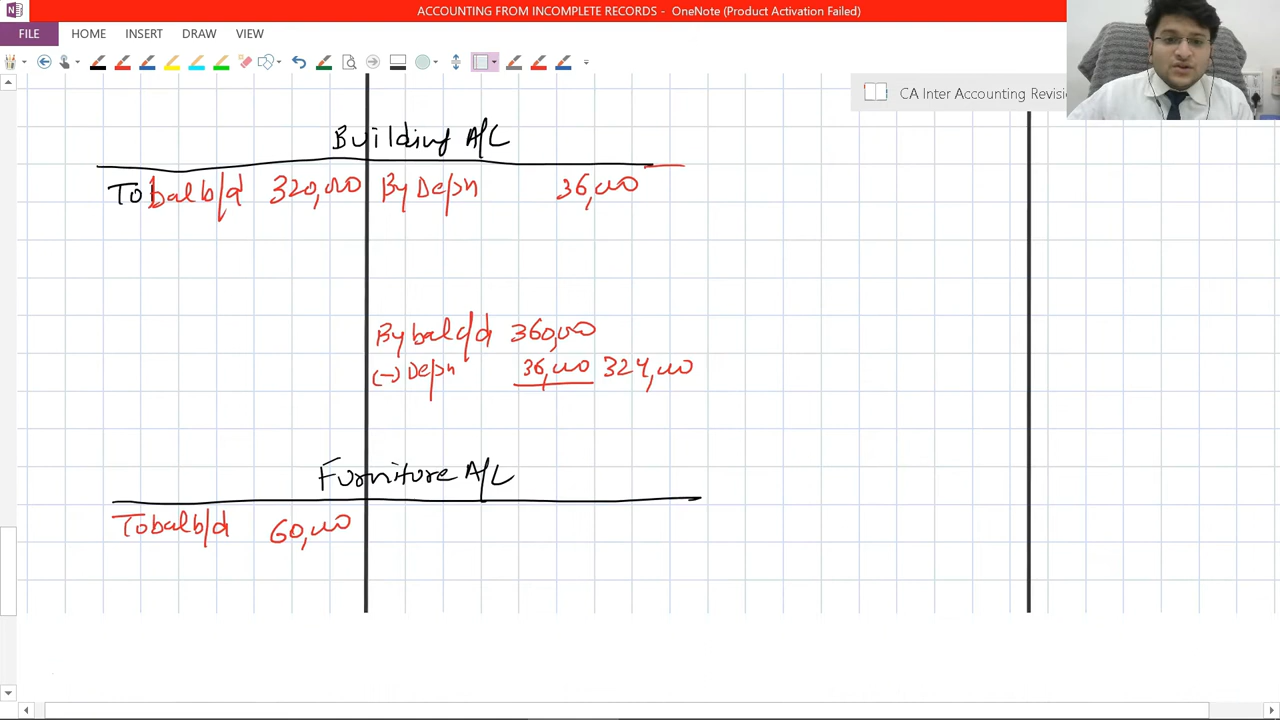 ACCOUNTING FROM INCOMPLETE RECORDS - OneNote (Product Activation Failed)
FILE HOME INSERT DRAW VIEW
CA Inter Accounting Revisi
Building A/C
To bal b/d 320,000 By Depn 36,000
By bal c/d 360,000
(-) Depn 36,000 324,000
Furniture A/C
To bal b/d 60,000